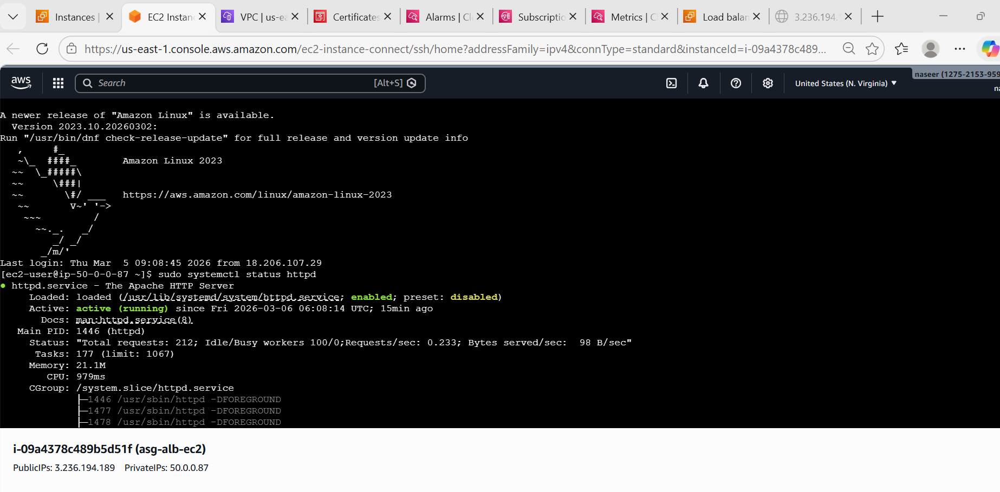 Instances |
EC2 Instan
VPC | us-ea
Certificates
Alarms | Cl
Subscriptio
Metrics | C
Load balan
3.236.194.1
https://us-east-1.console.aws.amazon.com/ec2-instance-connect/ssh/home?addressFamily=ipv4&connType=standard&instanceId=i-09a4378c489...
aws
Search
[Alt+S]
United States (N. Virginia)
naseer (1275-2153-959
na
A newer release of "Amazon Linux" is available.
  Version 2023.10.20260302:
Run "/usr/bin/dnf check-release-update" for full release and version update info
   ,     #_
   ~\_  ####_        Amazon Linux 2023
  ~~  \_#####\
  ~~     \###|
  ~~       \#/ ___   https://aws.amazon.com/linux/amazon-linux-2023
   ~~       V~' '->
    ~~~         /
      ~~._.   _/
         _/ _/
       _/m/'
Last login: Thu Mar  5 09:08:45 2026 from 18.206.107.29
[ec2-user@ip-50-0-0-87 ~]$ sudo systemctl status httpd
● httpd.service - The Apache HTTP Server
     Loaded: loaded (/usr/lib/systemd/system/httpd.service; enabled; preset: disabled)
     Active: active (running) since Fri 2026-03-06 06:08:14 UTC; 15min ago
       Docs: man:httpd.service(8)
   Main PID: 1446 (httpd)
     Status: "Total requests: 212; Idle/Busy workers 100/0;Requests/sec: 0.233; Bytes served/sec:  98 B/sec"
      Tasks: 177 (limit: 1067)
     Memory: 21.1M
        CPU: 979ms
     CGroup: /system.slice/httpd.service
             ├─1446 /usr/sbin/httpd -DFOREGROUND
             ├─1477 /usr/sbin/httpd -DFOREGROUND
             ├─1478 /usr/sbin/httpd -DFOREGROUND
i-09a4378c489b5d51f (asg-alb-ec2)
PublicIPs: 3.236.194.189    PrivateIPs: 50.0.0.87